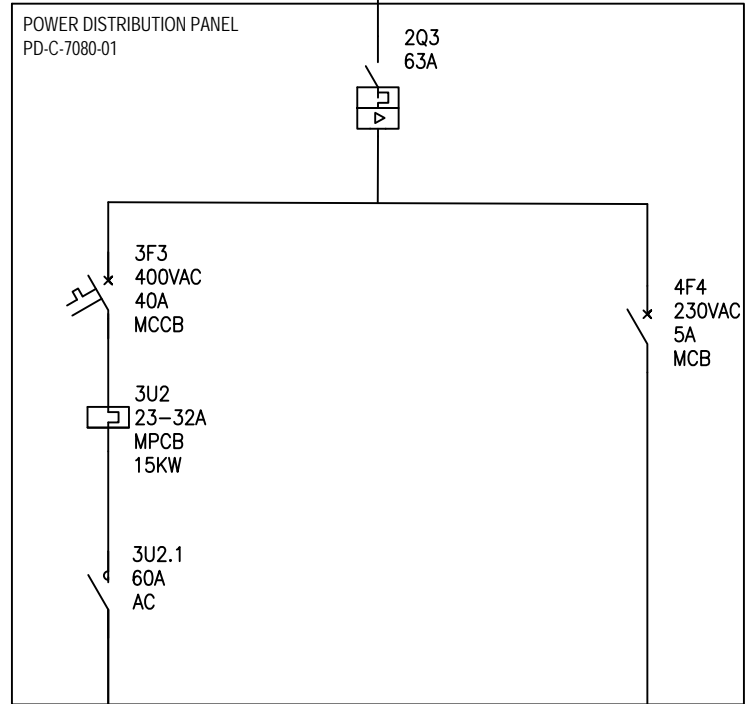 POWER DISTRIBUTION PANEL
PD-C-7080-01
2Q3
63A
3F3
400VAC
40A
MCCB
4F4
230VAC
5A
MCB
3U2
23-32A
MPCB
15KW
3U2.1
60A
AC